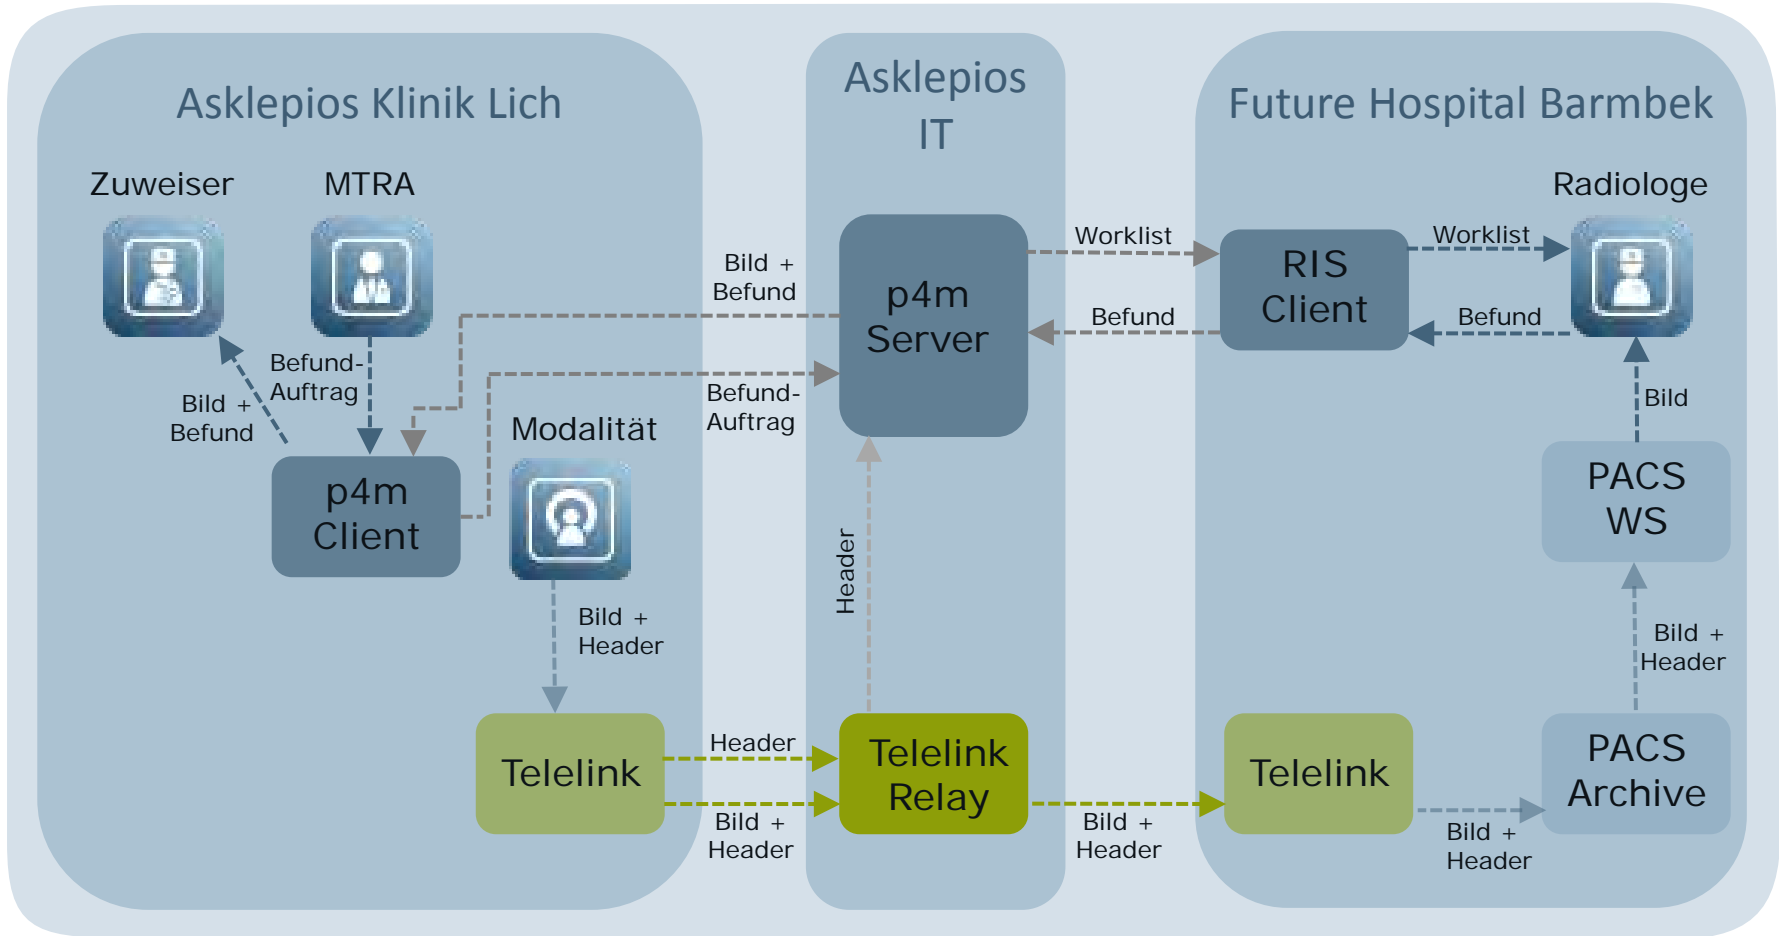 Asklepios Klinik Lich
Zuweiser
MTRA
Bild +
Befund
Befund-
Auftrag
p4m
Client
Modalität
Bild +
Header
Telelink
Bild +
Befund
Befund-
Auftrag
Header
Bild +
Header
Asklepios
IT
p4m
Server
Header
Telelink
Relay
Worklist
Befund
Bild +
Header
Future Hospital Barmbek
RIS
Client
Worklist
Befund
Radiologe
Bild
PACS
WS
Bild +
Header
PACS
Archive
Telelink
Bild +
Header